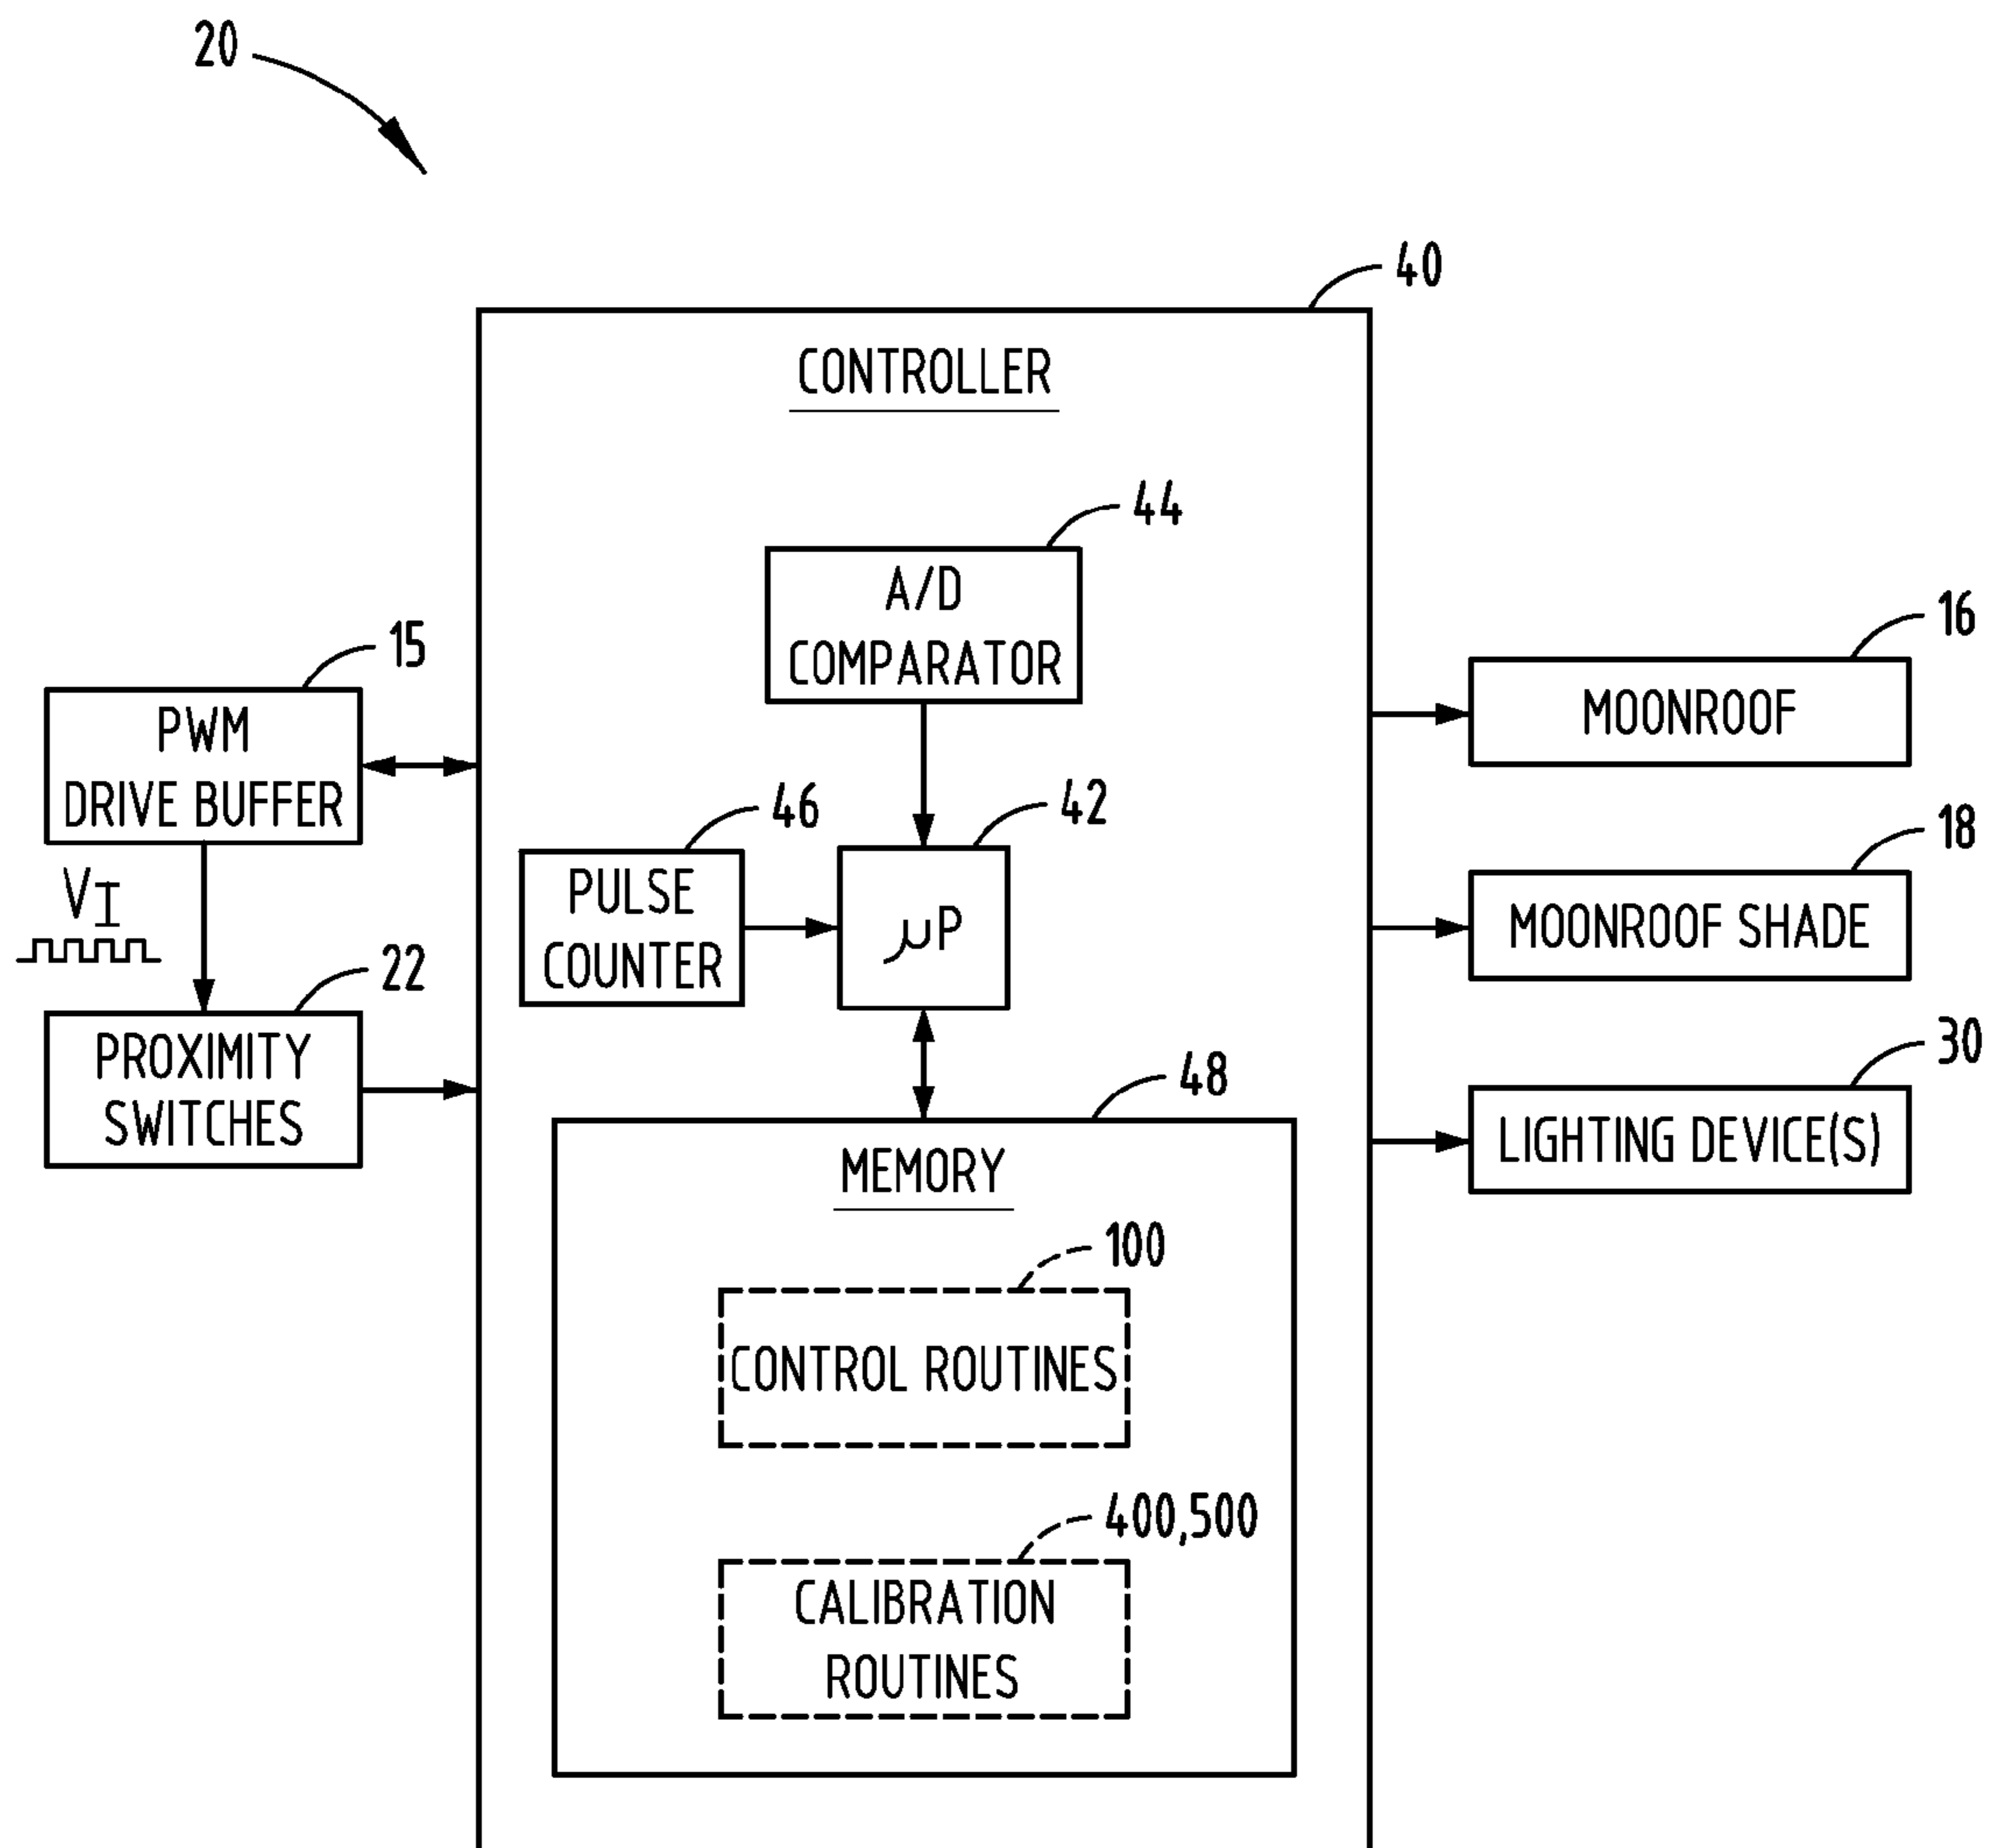 20
40
CONTROLLER
44
A/D
COMPARATOR
15
PWM
DRIVE BUFFER
VI
22
PROXIMITY
SWITCHES
46
PULSE
COUNTER
42
µP
48
MEMORY
100
CONTROL ROUTINES
400,500
CALIBRATION
ROUTINES
16
MOONROOF
18
MOONROOF SHADE
30
LIGHTING DEVICE(S)